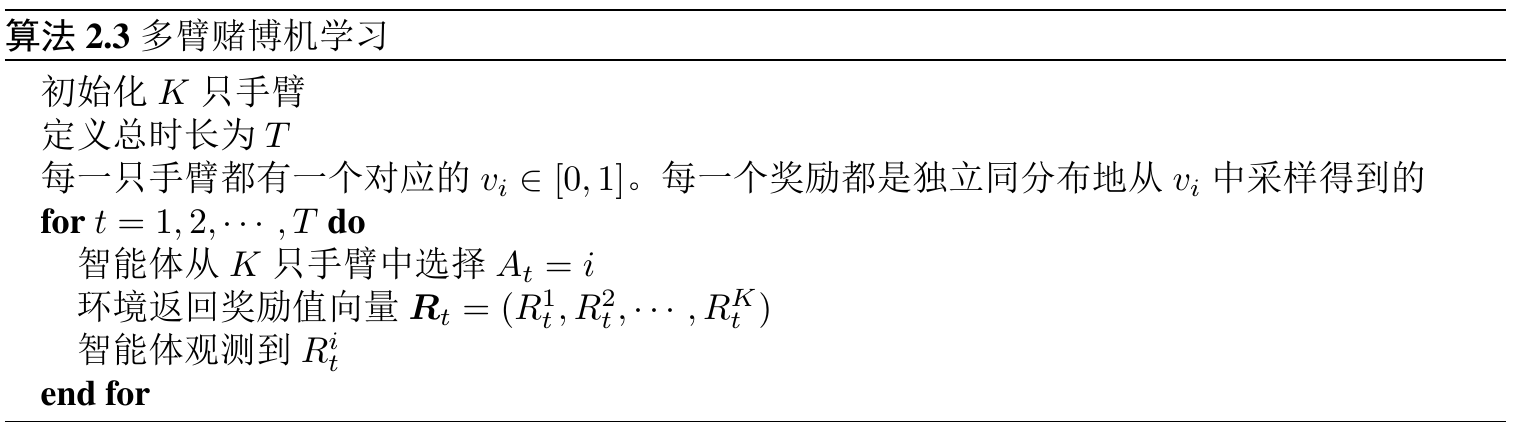 算法 2.3 多臂赌博机学习
初始化 K 只手臂
定义总时长为 T
每一只手臂都有一个对应的 v_i ∈ [0, 1]。每一个奖励都是独立同分布地从 v_i 中采样得到的
for t = 1, 2, ··· , T do
智能体从 K 只手臂中选择 A_t = i
环境返回奖励值向量 R_t = (R_t^1, R_t^2, ··· , R_t^K)
智能体观测到 R_t^i
end for